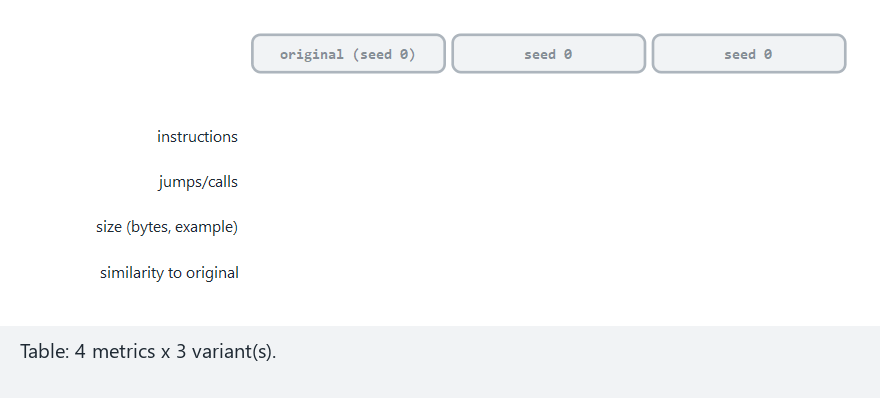 original (seed 0) seed 0 seed 0
instructions
jumps/calls
size (bytes, example)
similarity to original
Table: 4 metrics x 3 variant(s).